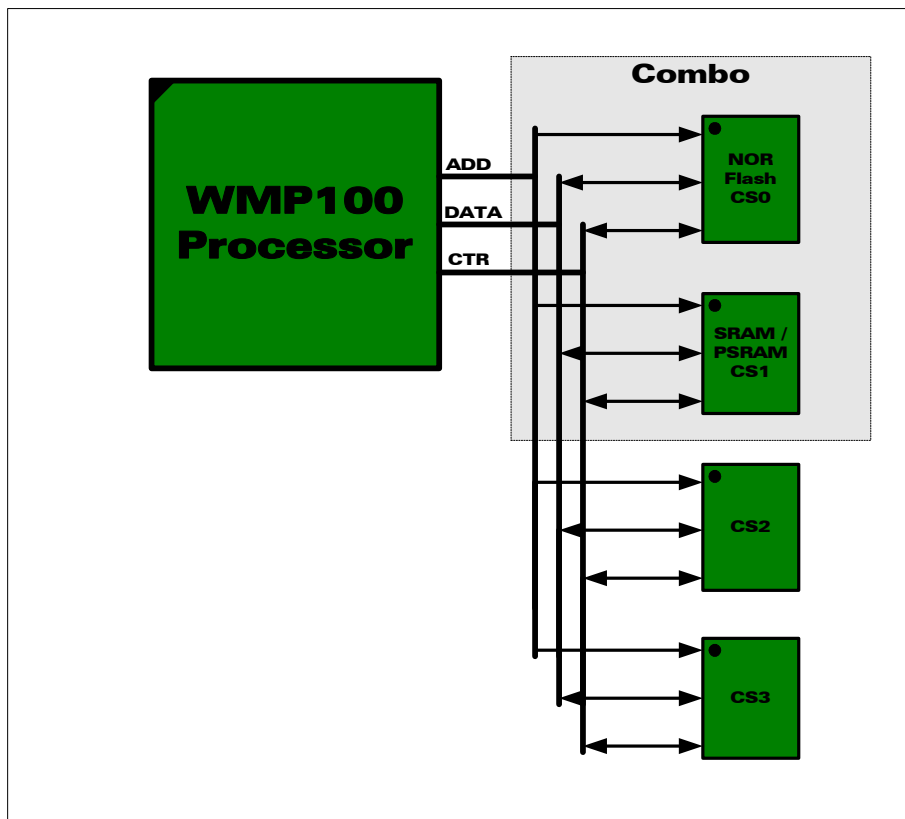 Combo
WMP100
Processor
ADD
DATA
CTR
NOR
Flash
CS0
SRAM /
PSRAM
CS1
CS2
CS3